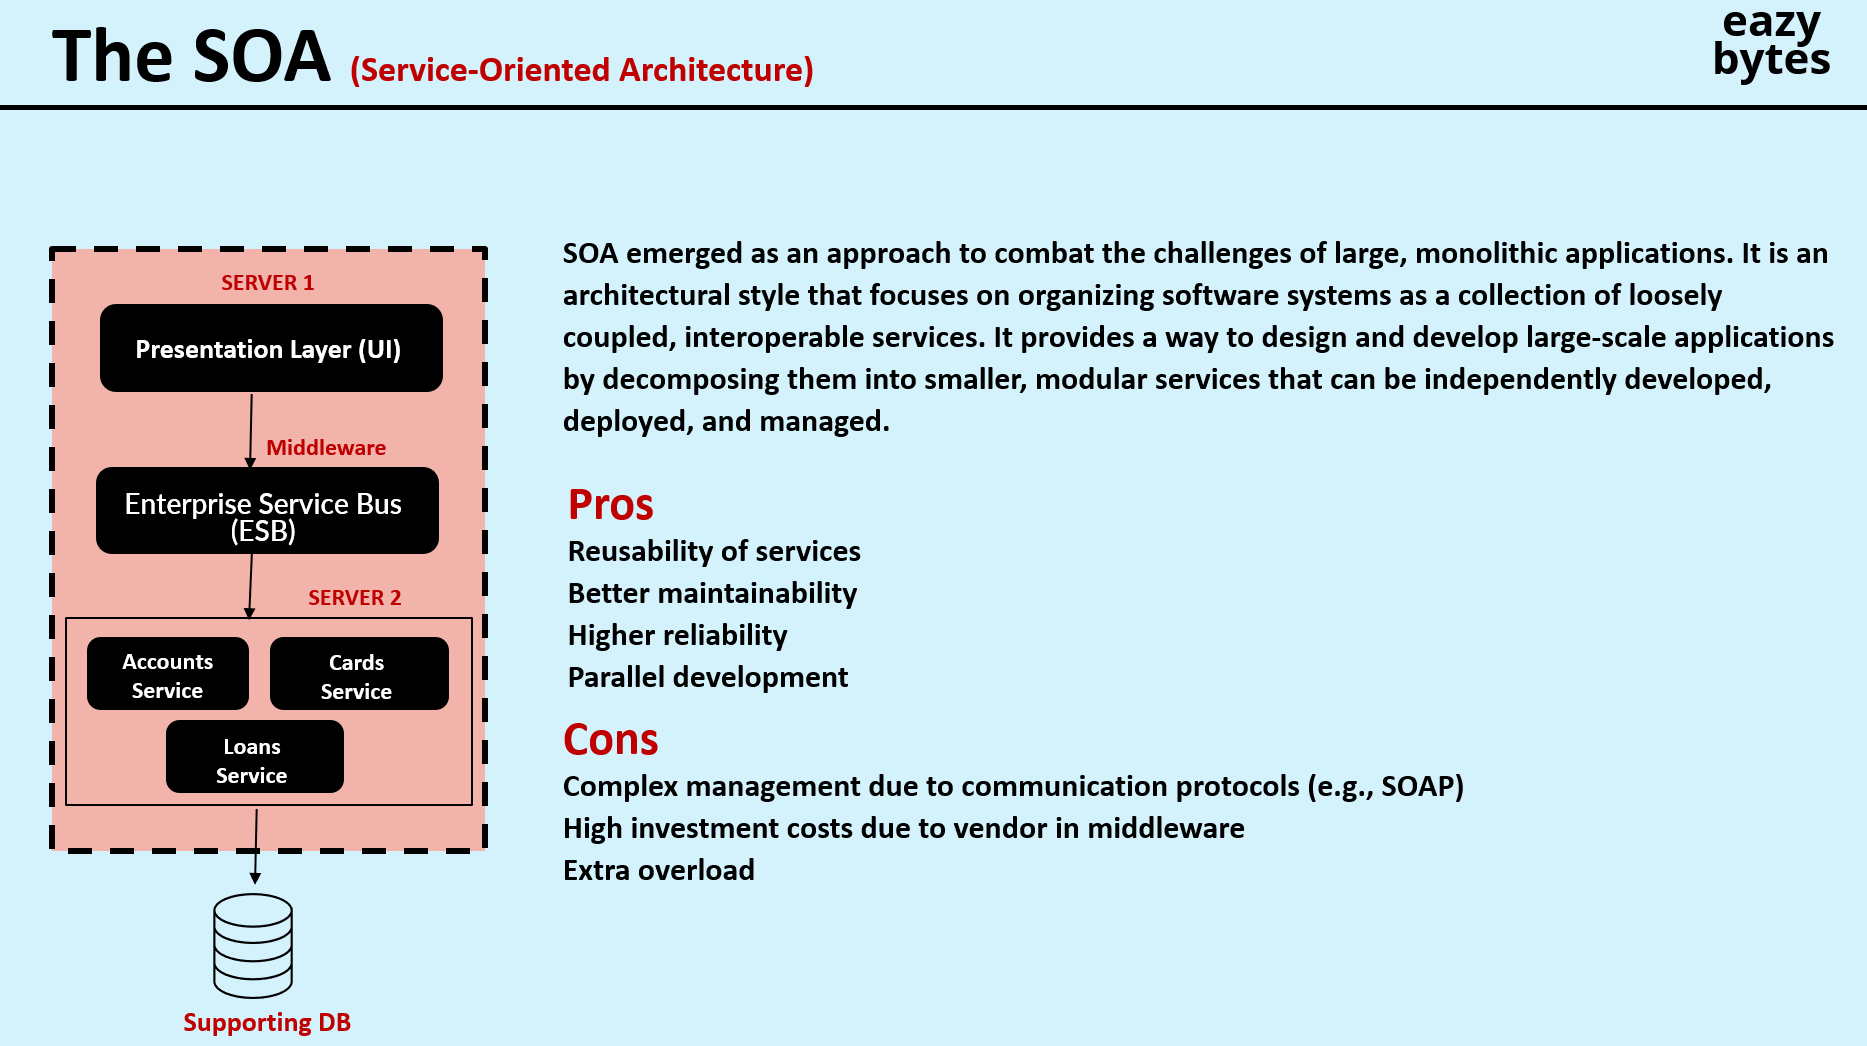 The SOA (Service-Oriented Architecture)
eazy
bytes
SERVER 1
Presentation Layer (UI)
Middleware
Enterprise Service Bus
(ESB)
SERVER 2
Accounts
Service
Cards
Service
Loans
Service
Supporting DB
SOA emerged as an approach to combat the challenges of large, monolithic applications. It is an
architectural style that focuses on organizing software systems as a collection of loosely
coupled, interoperable services. It provides a way to design and develop large-scale applications
by decomposing them into smaller, modular services that can be independently developed,
deployed, and managed.
Pros
Reusability of services
Better maintainability
Higher reliability
Parallel development
Cons
Complex management due to communication protocols (e.g., SOAP)
High investment costs due to vendor in middleware
Extra overload